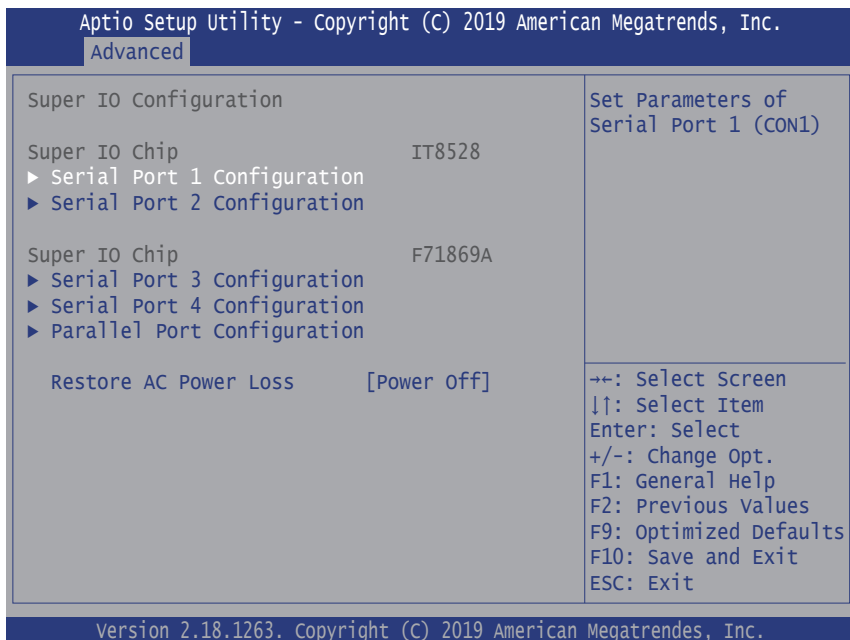 Aptio Setup Utility - Copyright (C) 2019 American Megatrends, Inc.
Advanced
Super IO Configuration
Super IO Chip IT8528
▶ Serial Port 1 Configuration
▶ Serial Port 2 Configuration
Super IO Chip F71869A
▶ Serial Port 3 Configuration
▶ Serial Port 4 Configuration
▶ Parallel Port Configuration
Restore AC Power Loss [Power Off]
Set Parameters of
Serial Port 1 (CON1)
→←: Select Screen
↓↑: Select Item
Enter: Select
+/-: Change Opt.
F1: General Help
F2: Previous Values
F9: Optimized Defaults
F10: Save and Exit
ESC: Exit
Version 2.18.1263. Copyright (C) 2019 American Megatrendes, Inc.